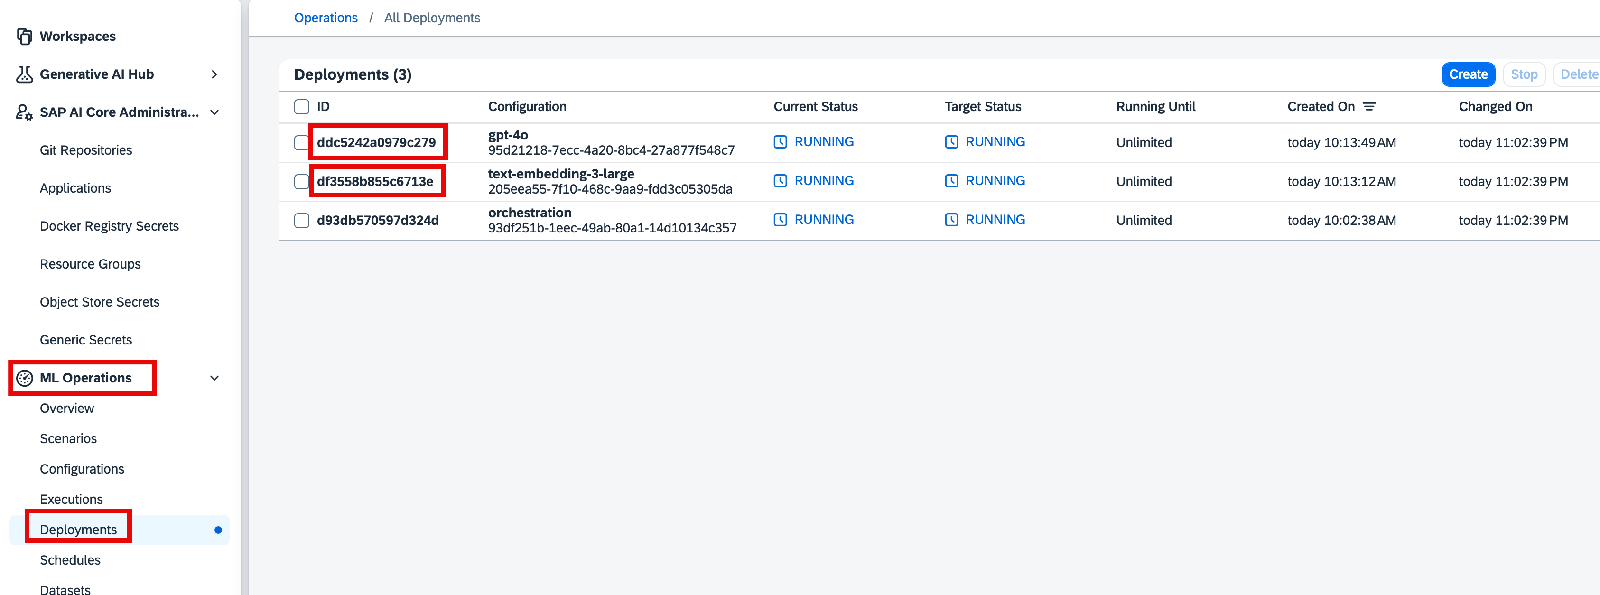 Workspaces
Generative AI Hub
SAP AI Core Administra...
Git Repositories
Applications
Docker Registry Secrets
Resource Groups
Object Store Secrets
Generic Secrets
ML Operations
Overview
Scenarios
Configurations
Executions
Deployments
Schedules
Datasets
Operations / All Deployments
Deployments (3)
Create Stop Delete
ID Configuration Current Status Target Status Running Until Created On Changed On
ddc5242a0979c279 gpt-4o RUNNING RUNNING Unlimited today 10:13:49 AM today 11:02:39 PM
95d21218-7ecc-4a20-8bc4-27a877f548c7
df3558b855c6713e text-embedding-3-large RUNNING RUNNING Unlimited today 10:13:12 AM today 11:02:39 PM
205eea55-7f10-468c-9aa9-fdd3c05305da
d93db570597d324d orchestration RUNNING RUNNING Unlimited today 10:02:38 AM today 11:02:39 PM
93df251b-1eec-49ab-80a1-14d10134c357